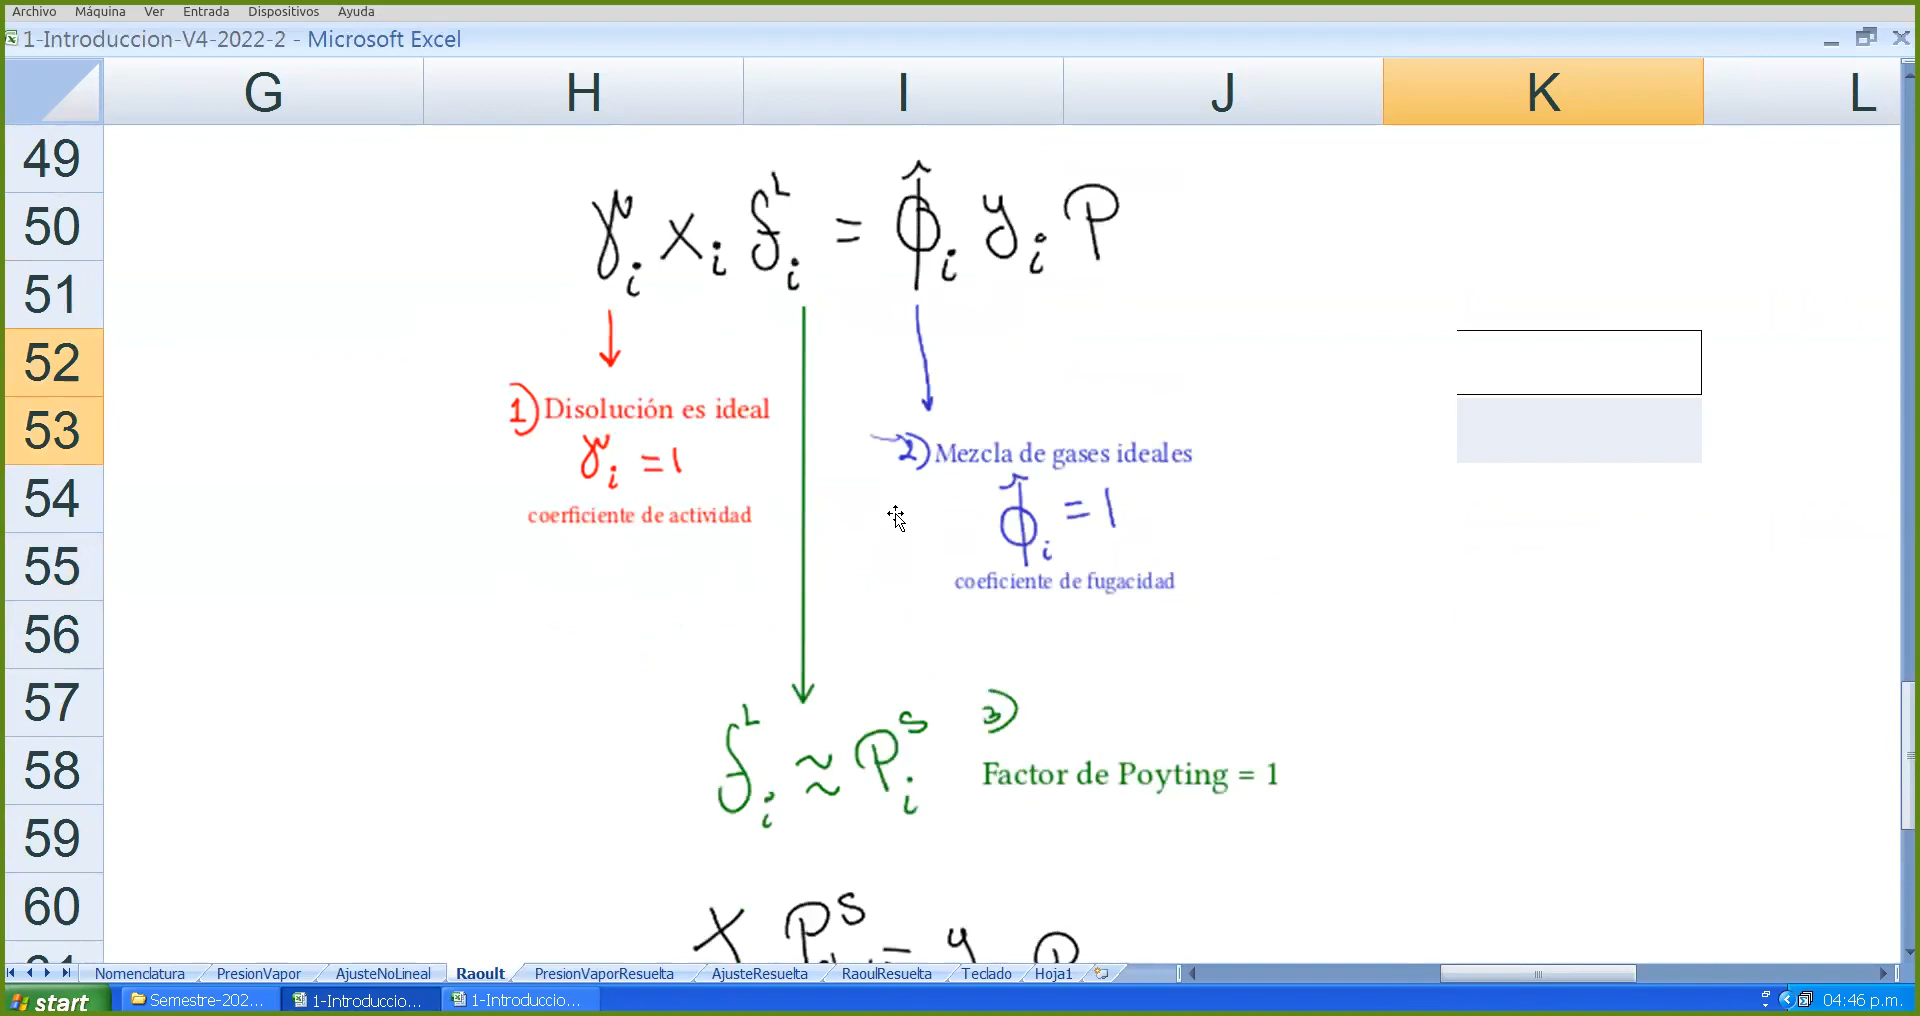 Archivo Máquina Ver Entrada Dispositivos Ayuda
1-Introduccion-V4-2022-2 - Microsoft Excel
G H I J K L
49
50
51
52
53
54
55
56
57
58
59
60
γi xi fiᴸ = ϕ̂i yi P
1) Disolución es ideal
γi = 1
coerficiente de actividad
2) Mezcla de gases ideales
ϕ̂i = 1
coeficiente de fugacidad
fiᴸ ≈ Piˢ
3)
Factor de Poyting = 1
x Pˢ = y P
Nomenclatura PresionVapor AjusteNoLineal Raoult PresionVaporResuelta AjusteResuelta RaoulResuelta Teclado Hoja1
start Semestre-202... 1-Introduccio... 1-Introduccio... 04:46 p.m.